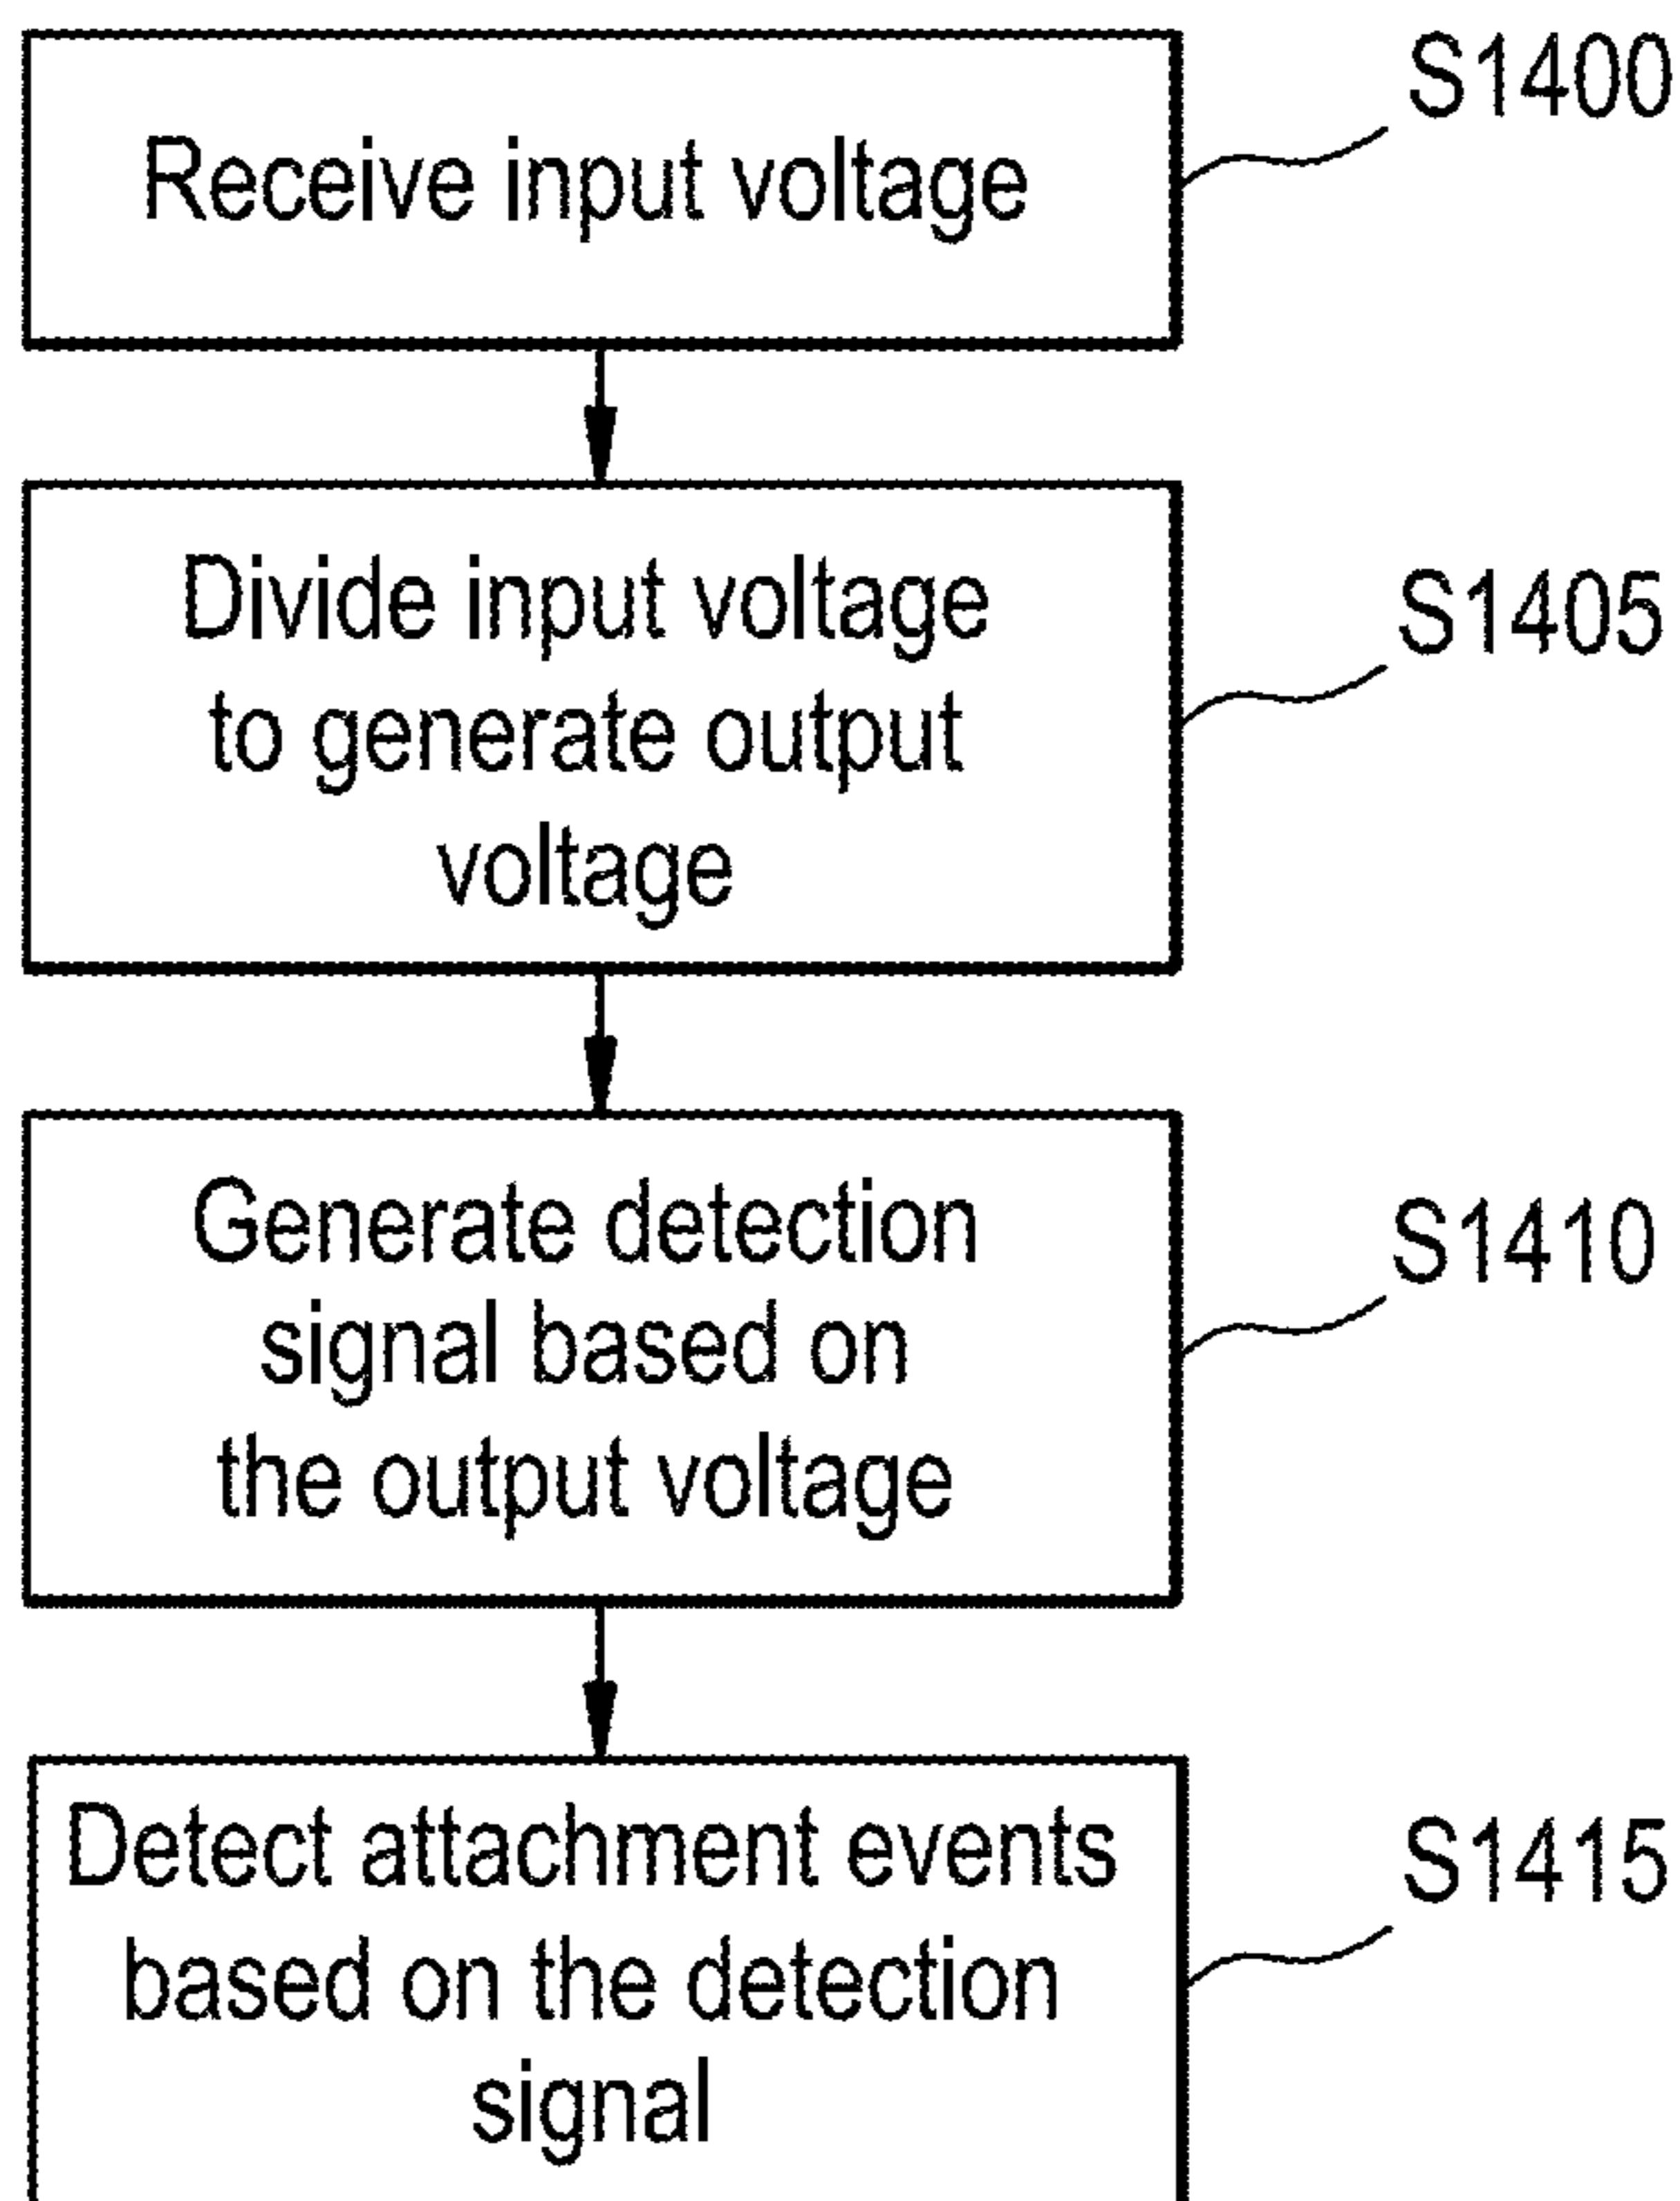 S1400
Receive input voltage
Divide input voltage
to generate output
voltage
S1405
Generate detection
signal based on
the output voltage
S1410
Detect attachment events
based on the detection
signal
S1415